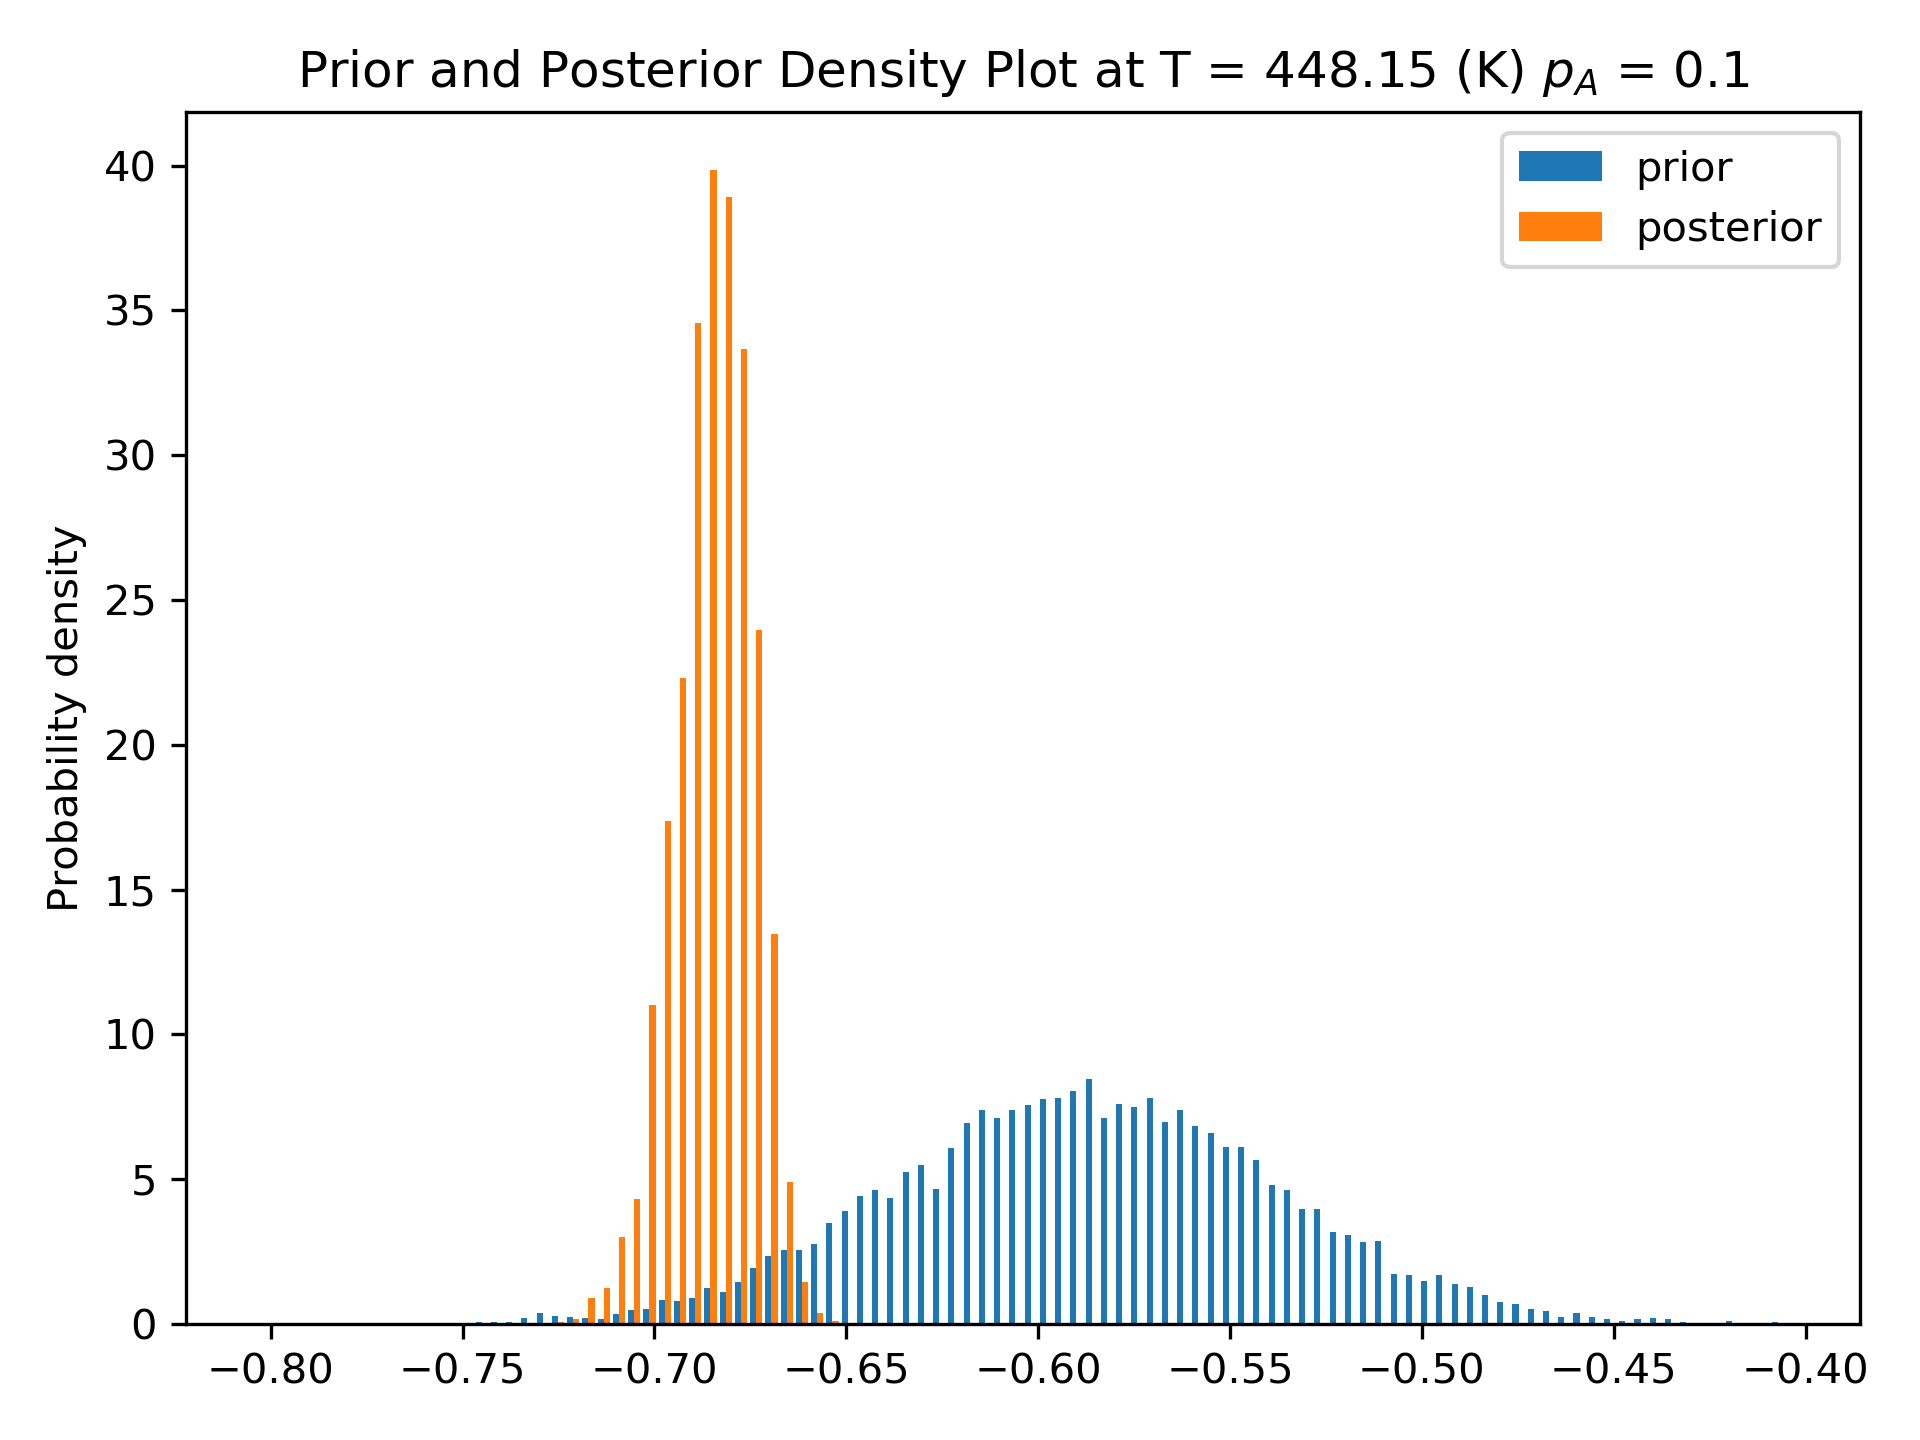 Prior and Posterior Density Plot at T = 448.15 (K) p_A = 0.1
prior
posterior
Probability density
40
35
30
25
20
15
10
5
0
−0.80 −0.75 −0.70 −0.65 −0.60 −0.55 −0.50 −0.45 −0.40